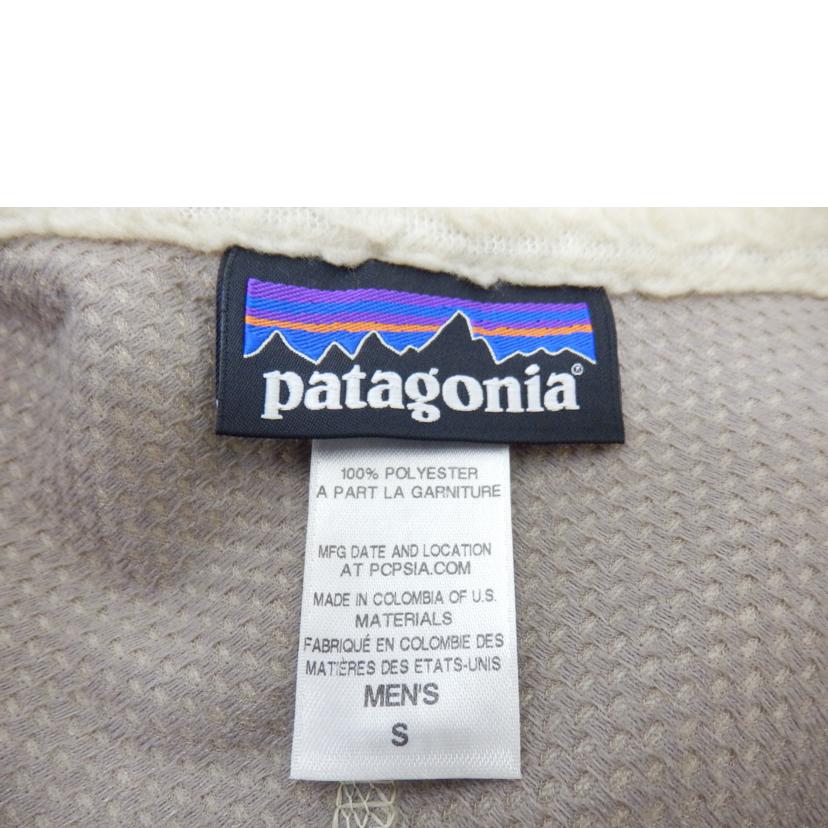 patagonia®
100% POLYESTER
A PART LA GARNITURE
MFG DATE AND LOCATION
AT PCPSIA.COM
MADE IN COLOMBIA OF U.S.
MATERIALS
FABRIQUÉ EN COLOMBIE DES
MATIÈRES DES ETATS-UNIS
MEN'S
S